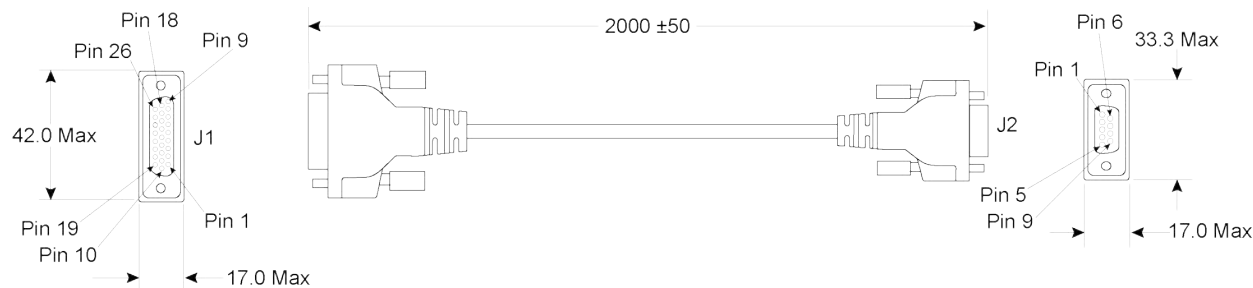 Pin 18
Pin 26
Pin 9
42.0 Max
J1
Pin 19
Pin 10
Pin 1
17.0 Max
2000 ±50
J2
Pin 6
33.3 Max
Pin 1
Pin 5
Pin 9
17.0 Max